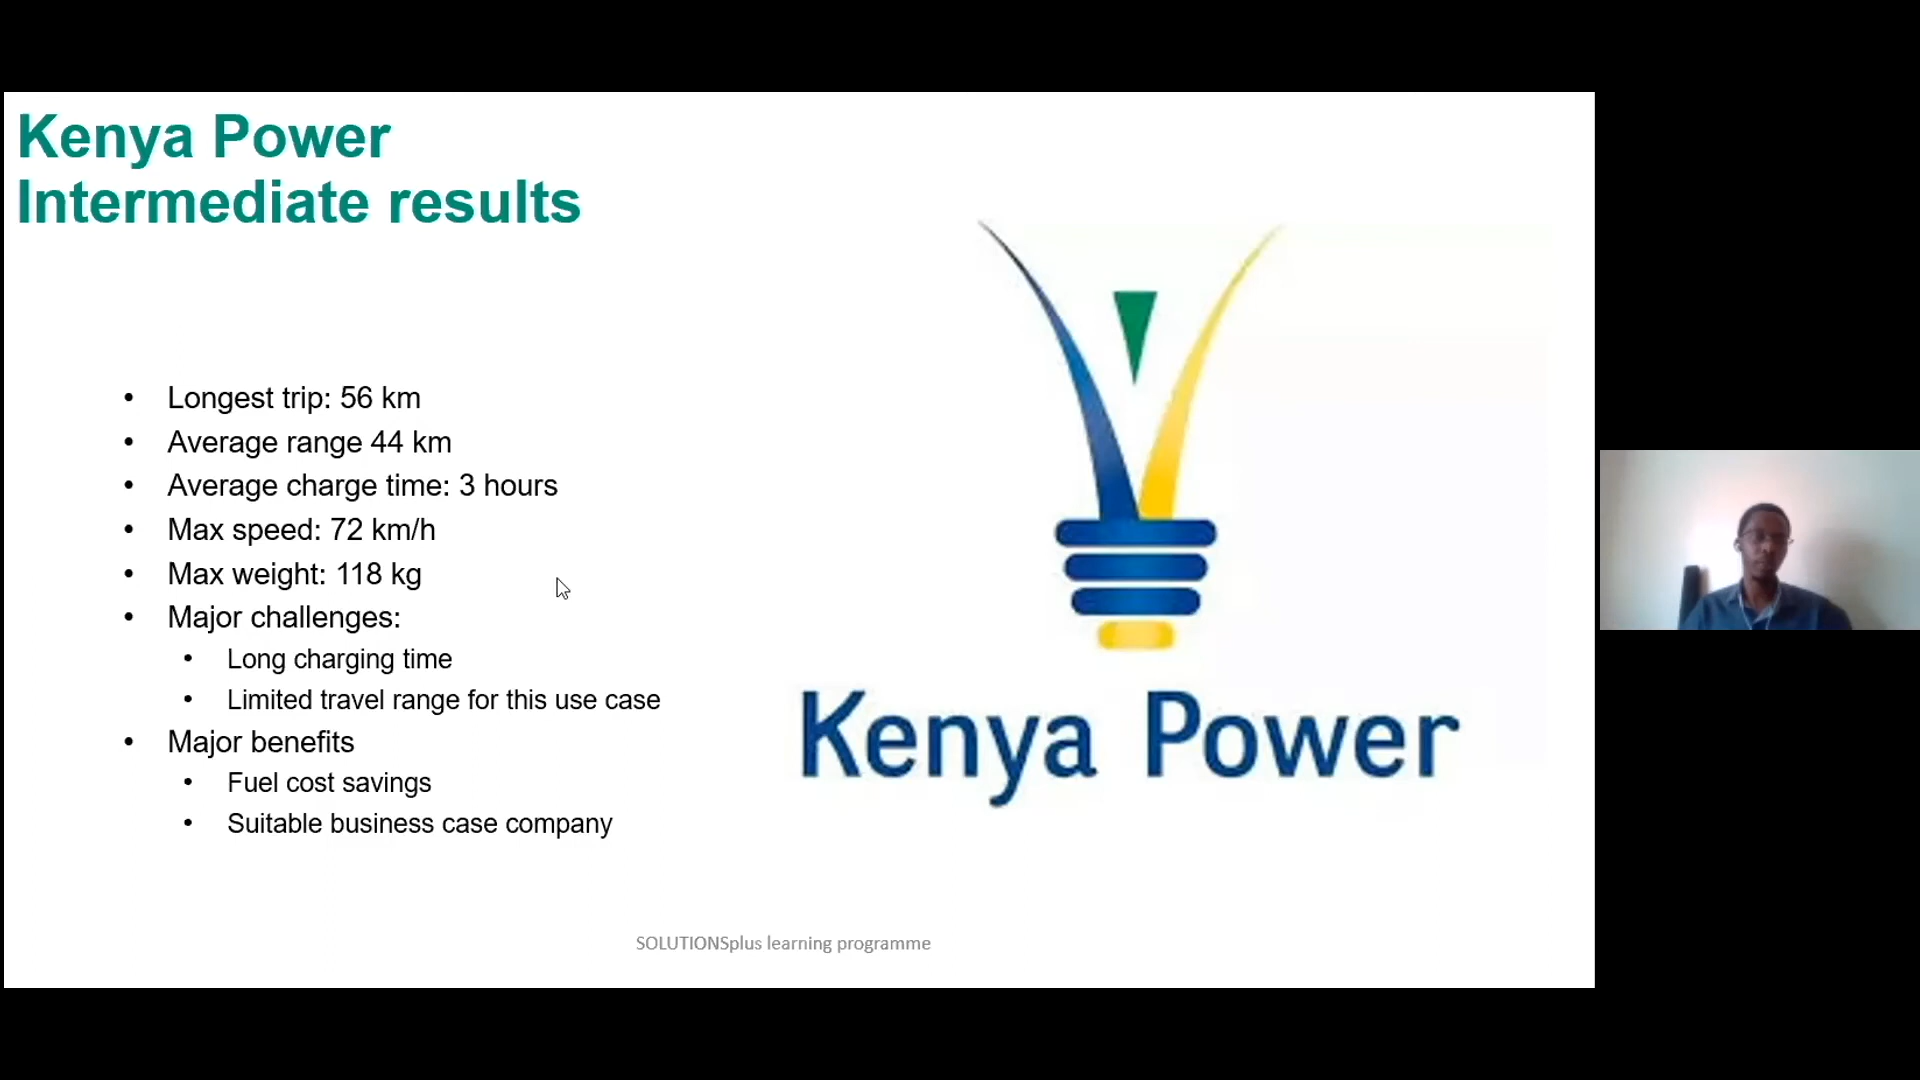 Kenya Power
Intermediate results
• Longest trip: 56 km
• Average range 44 km
• Average charge time: 3 hours
• Max speed: 72 km/h
• Max weight: 118 kg
• Major challenges:
• Long charging time
• Limited travel range for this use case
• Major benefits
• Fuel cost savings
• Suitable business case company
Kenya Power
SOLUTIONSplus learning programme